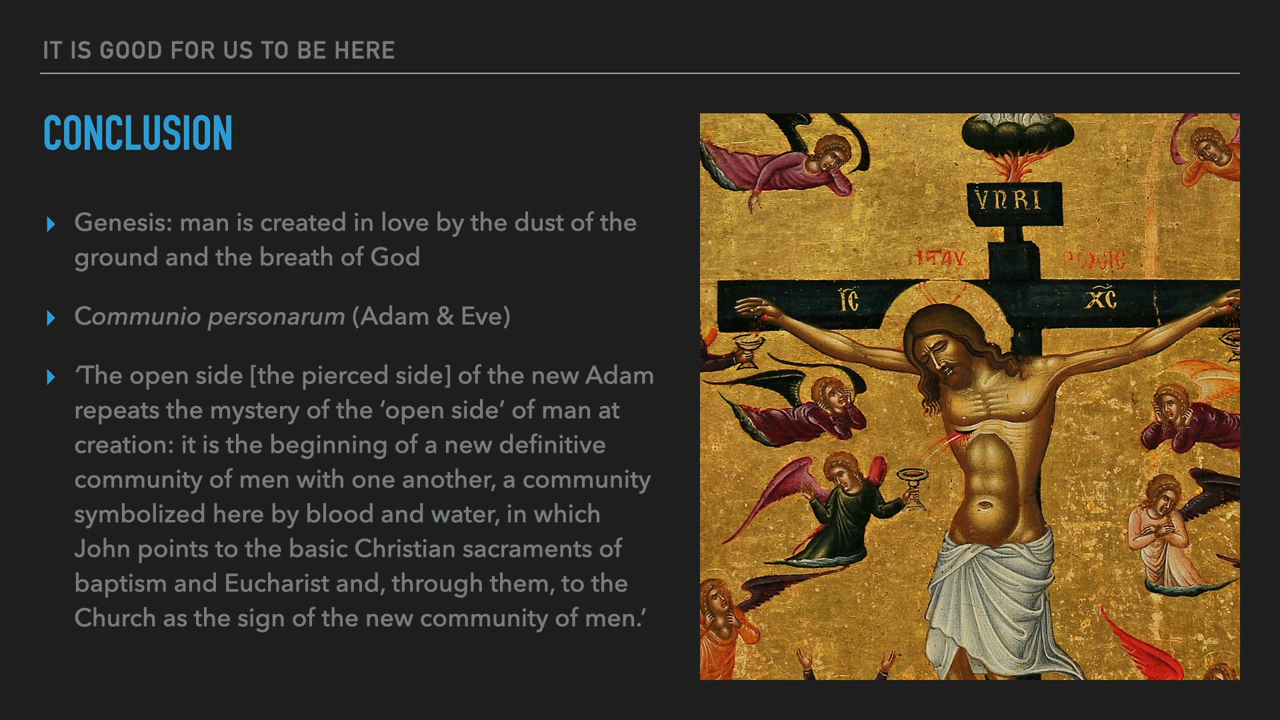 IT IS GOOD FOR US TO BE HERE
CONCLUSION
Genesis: man is created in love by the dust of the
ground and the breath of God
Communio personarum (Adam & Eve)
‘The open side [the pierced side] of the new Adam
repeats the mystery of the ‘open side’ of man at
creation: it is the beginning of a new definitive
community of men with one another, a community
symbolized here by blood and water, in which
John points to the basic Christian sacraments of
baptism and Eucharist and, through them, to the
Church as the sign of the new community of men.’
ΥΝΒΙ
IC
XC